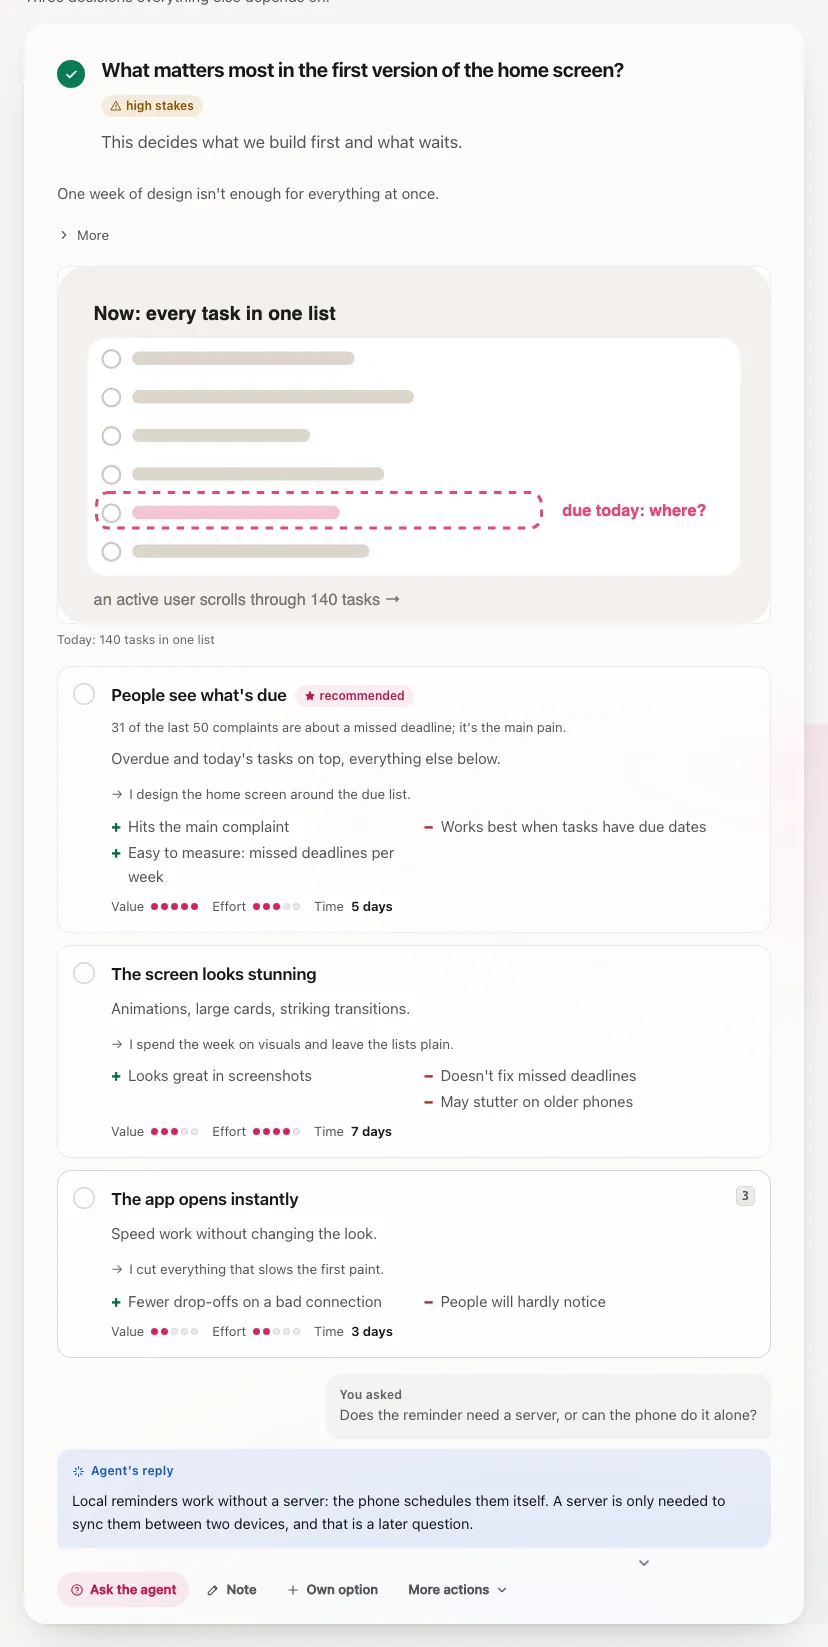 What matters most in the first version of the home screen?
high stakes
This decides what we build first and what waits.
One week of design isn't enough for everything at once.
More
Now: every task in one list
due today: where?
an active user scrolls through 140 tasks →
Today: 140 tasks in one list
People see what's due
recommended
31 of the last 50 complaints are about a missed deadline; it's the main pain.
Overdue and today's tasks on top, everything else below.
→ I design the home screen around the due list.
+ Hits the main complaint
− Works best when tasks have due dates
+ Easy to measure: missed deadlines per
week
Value Effort Time 5 days
The screen looks stunning
Animations, large cards, striking transitions.
→ I spend the week on visuals and leave the lists plain.
+ Looks great in screenshots
− Doesn't fix missed deadlines
− May stutter on older phones
Value Effort Time 7 days
The app opens instantly
3
Speed work without changing the look.
→ I cut everything that slows the first paint.
+ Fewer drop-offs on a bad connection
− People will hardly notice
Value Effort Time 3 days
You asked
Does the reminder need a server, or can the phone do it alone?
Agent's reply
Local reminders work without a server: the phone schedules them itself. A server is only needed to
sync them between two devices, and that is a later question.
Ask the agent
Note
+ Own option
More actions